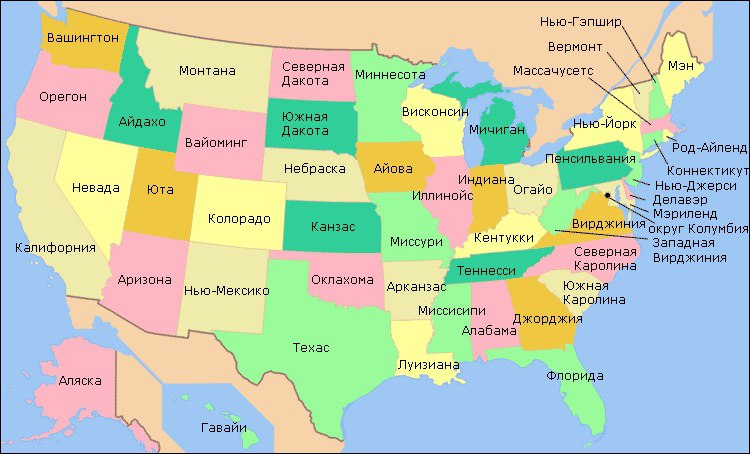 Нью-Гэпшир
Вермонт
Массачусетс
Мэн
Вашингтон
Монтана
Северная
Дакота
Миннесота
Орегон
Айдахо
Южная
Дакота
Висконсин
Мичиган
Нью-Йорк
Род-Айленд
Коннектикут
Вайоминг
Пенсильвания
Нью-Джерси
Делавэр
Мэриленд
округ Колумбия
Западная
Вирджиния
Небраска
Айова
Иллинойс
Индиана
Огайо
Невада
Юта
Колорадо
Канзас
Миссури
Кентукки
Вирджиния
Калифорния
Аризона
Нью-Мексико
Оклахома
Арканзас
Теннесси
Северная
Каролина
Южная
Каролина
Миссисипи
Алабама
Джорджия
Техас
Луизиана
Флорида
Аляска
Гавайи